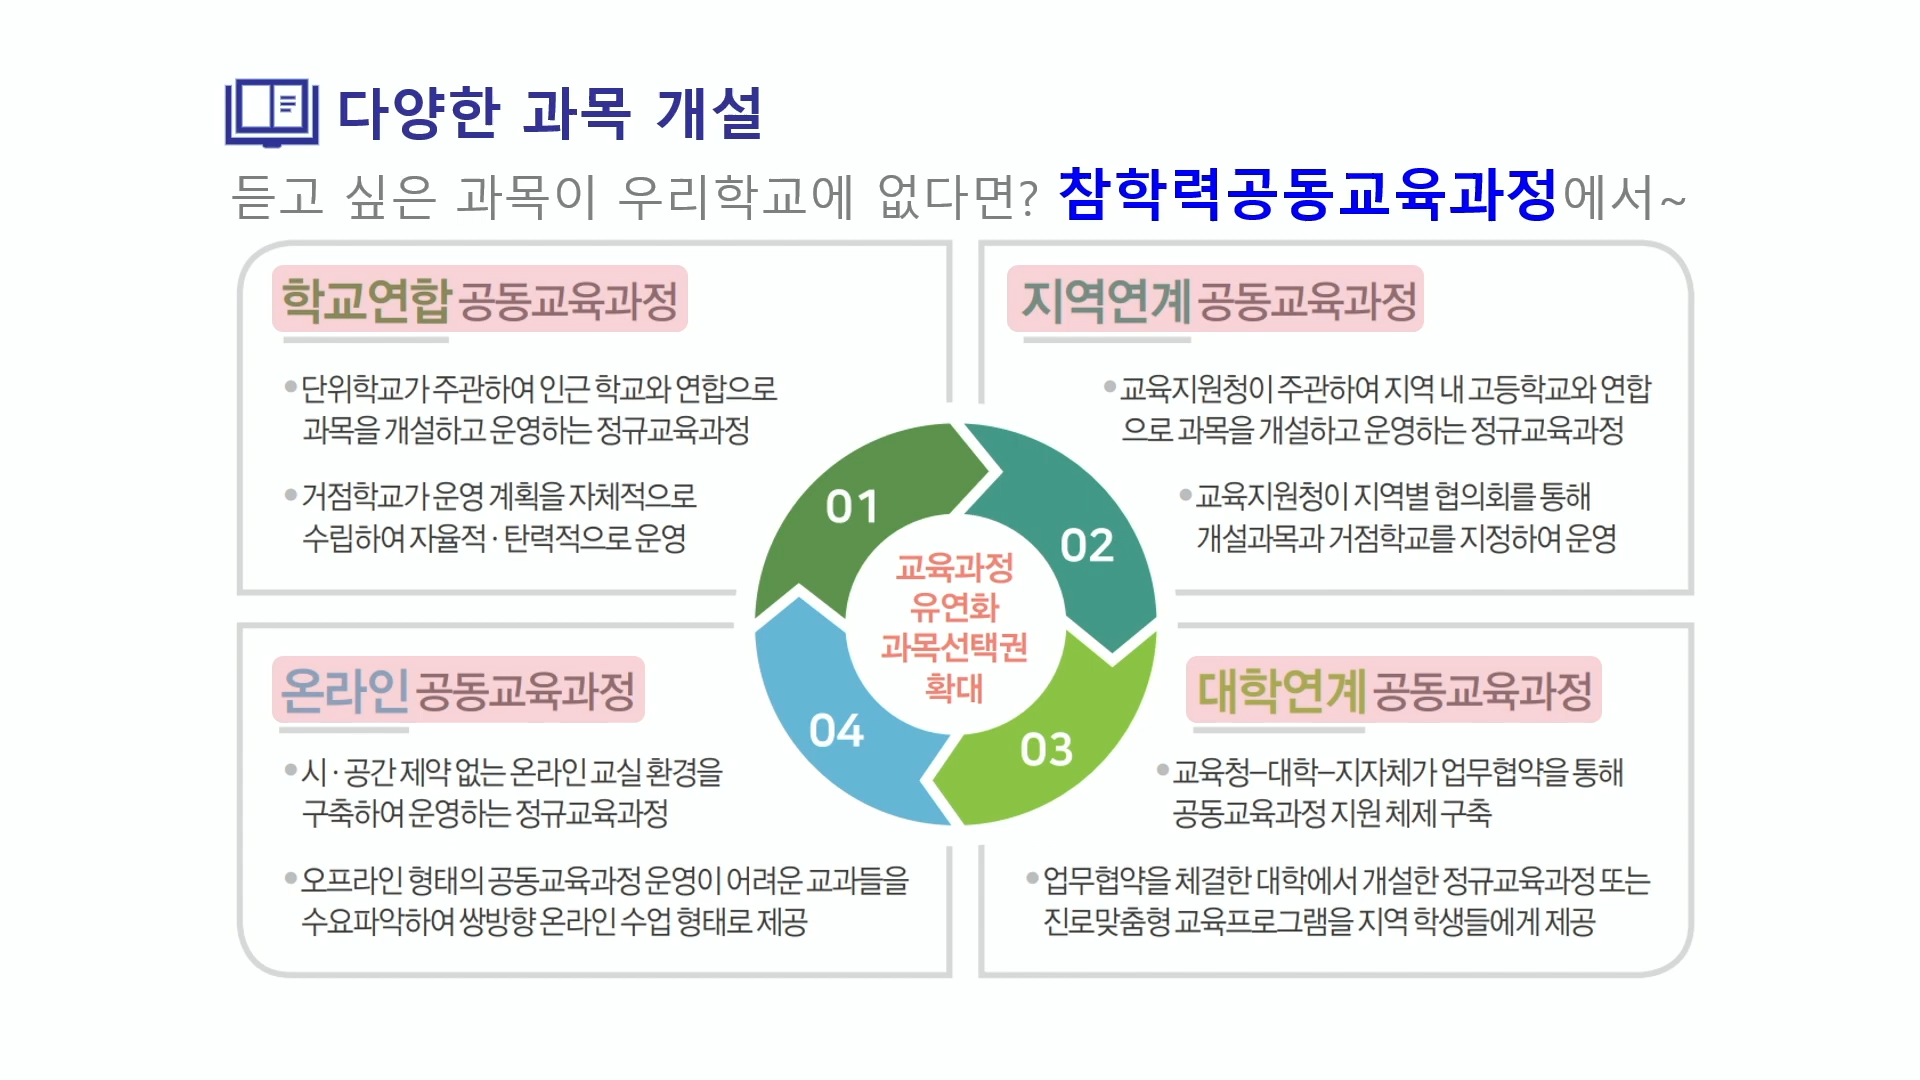 다양한 과목 개설
듣고 싶은 과목이 우리학교에 없다면? 참학력공동교육과정에서~
학교연합 공동교육과정
단위학교가 주관하여 인근 학교와 연합으로
과목을 개설하고 운영하는 정규교육과정
거점학교가 운영 계획을 자체적으로
수립하여 자율적·탄력적으로 운영
지역연계 공동교육과정
교육지원청이 주관하여 지역 내 고등학교와 연합
으로 과목을 개설하고 운영하는 정규교육과정
교육지원청이 지역별 협의회를 통해
개설과목과 거점학교를 지정하여 운영
01
02
교육과정
유연화
과목선택권
확대
04
03
온라인 공동교육과정
시·공간 제약 없는 온라인 교실 환경을
구축하여 운영하는 정규교육과정
오프라인 형태의 공동교육과정 운영이 어려운 교과들을
수요파악하여 쌍방향 온라인 수업 형태로 제공
대학연계 공동교육과정
교육청–대학–지자체가 업무협약을 통해
공동교육과정 지원 체제 구축
업무협약을 체결한 대학에서 개설한 정규교육과정 또는
진로맞춤형 교육프로그램을 지역 학생들에게 제공